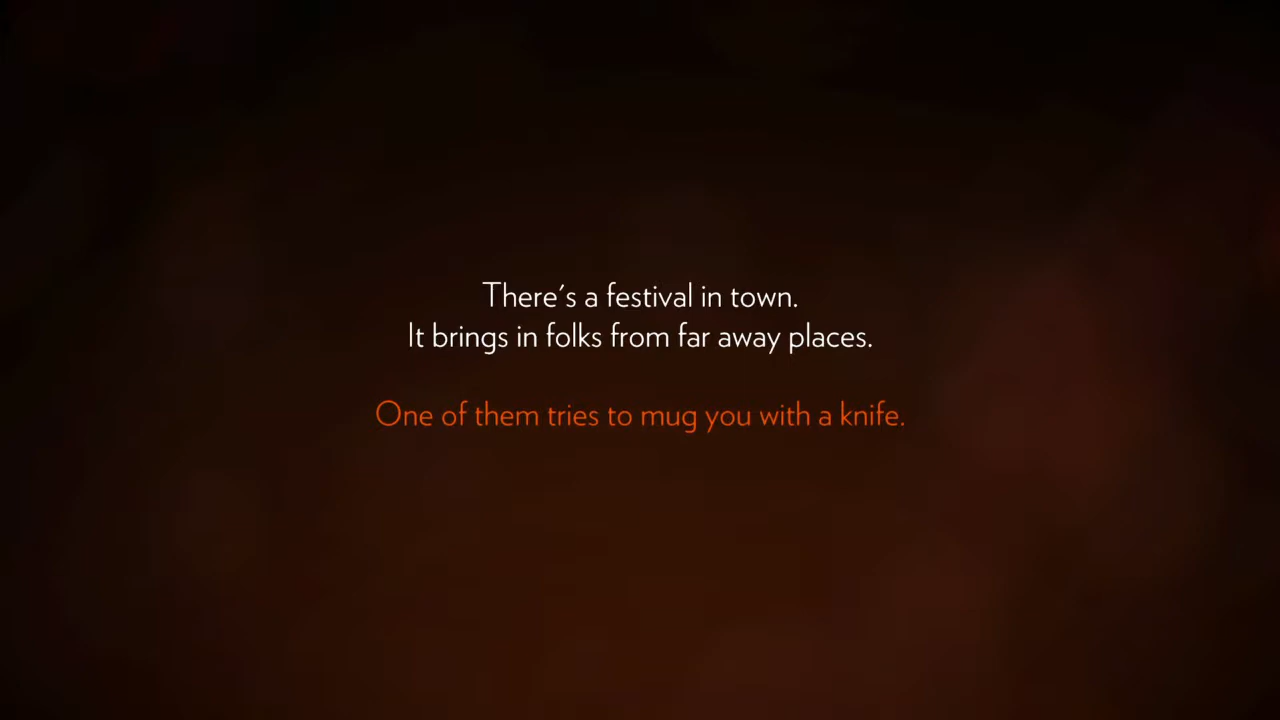 There's a festival in town.
It brings in folks from far away places.
One of them tries to mug you with a knife.